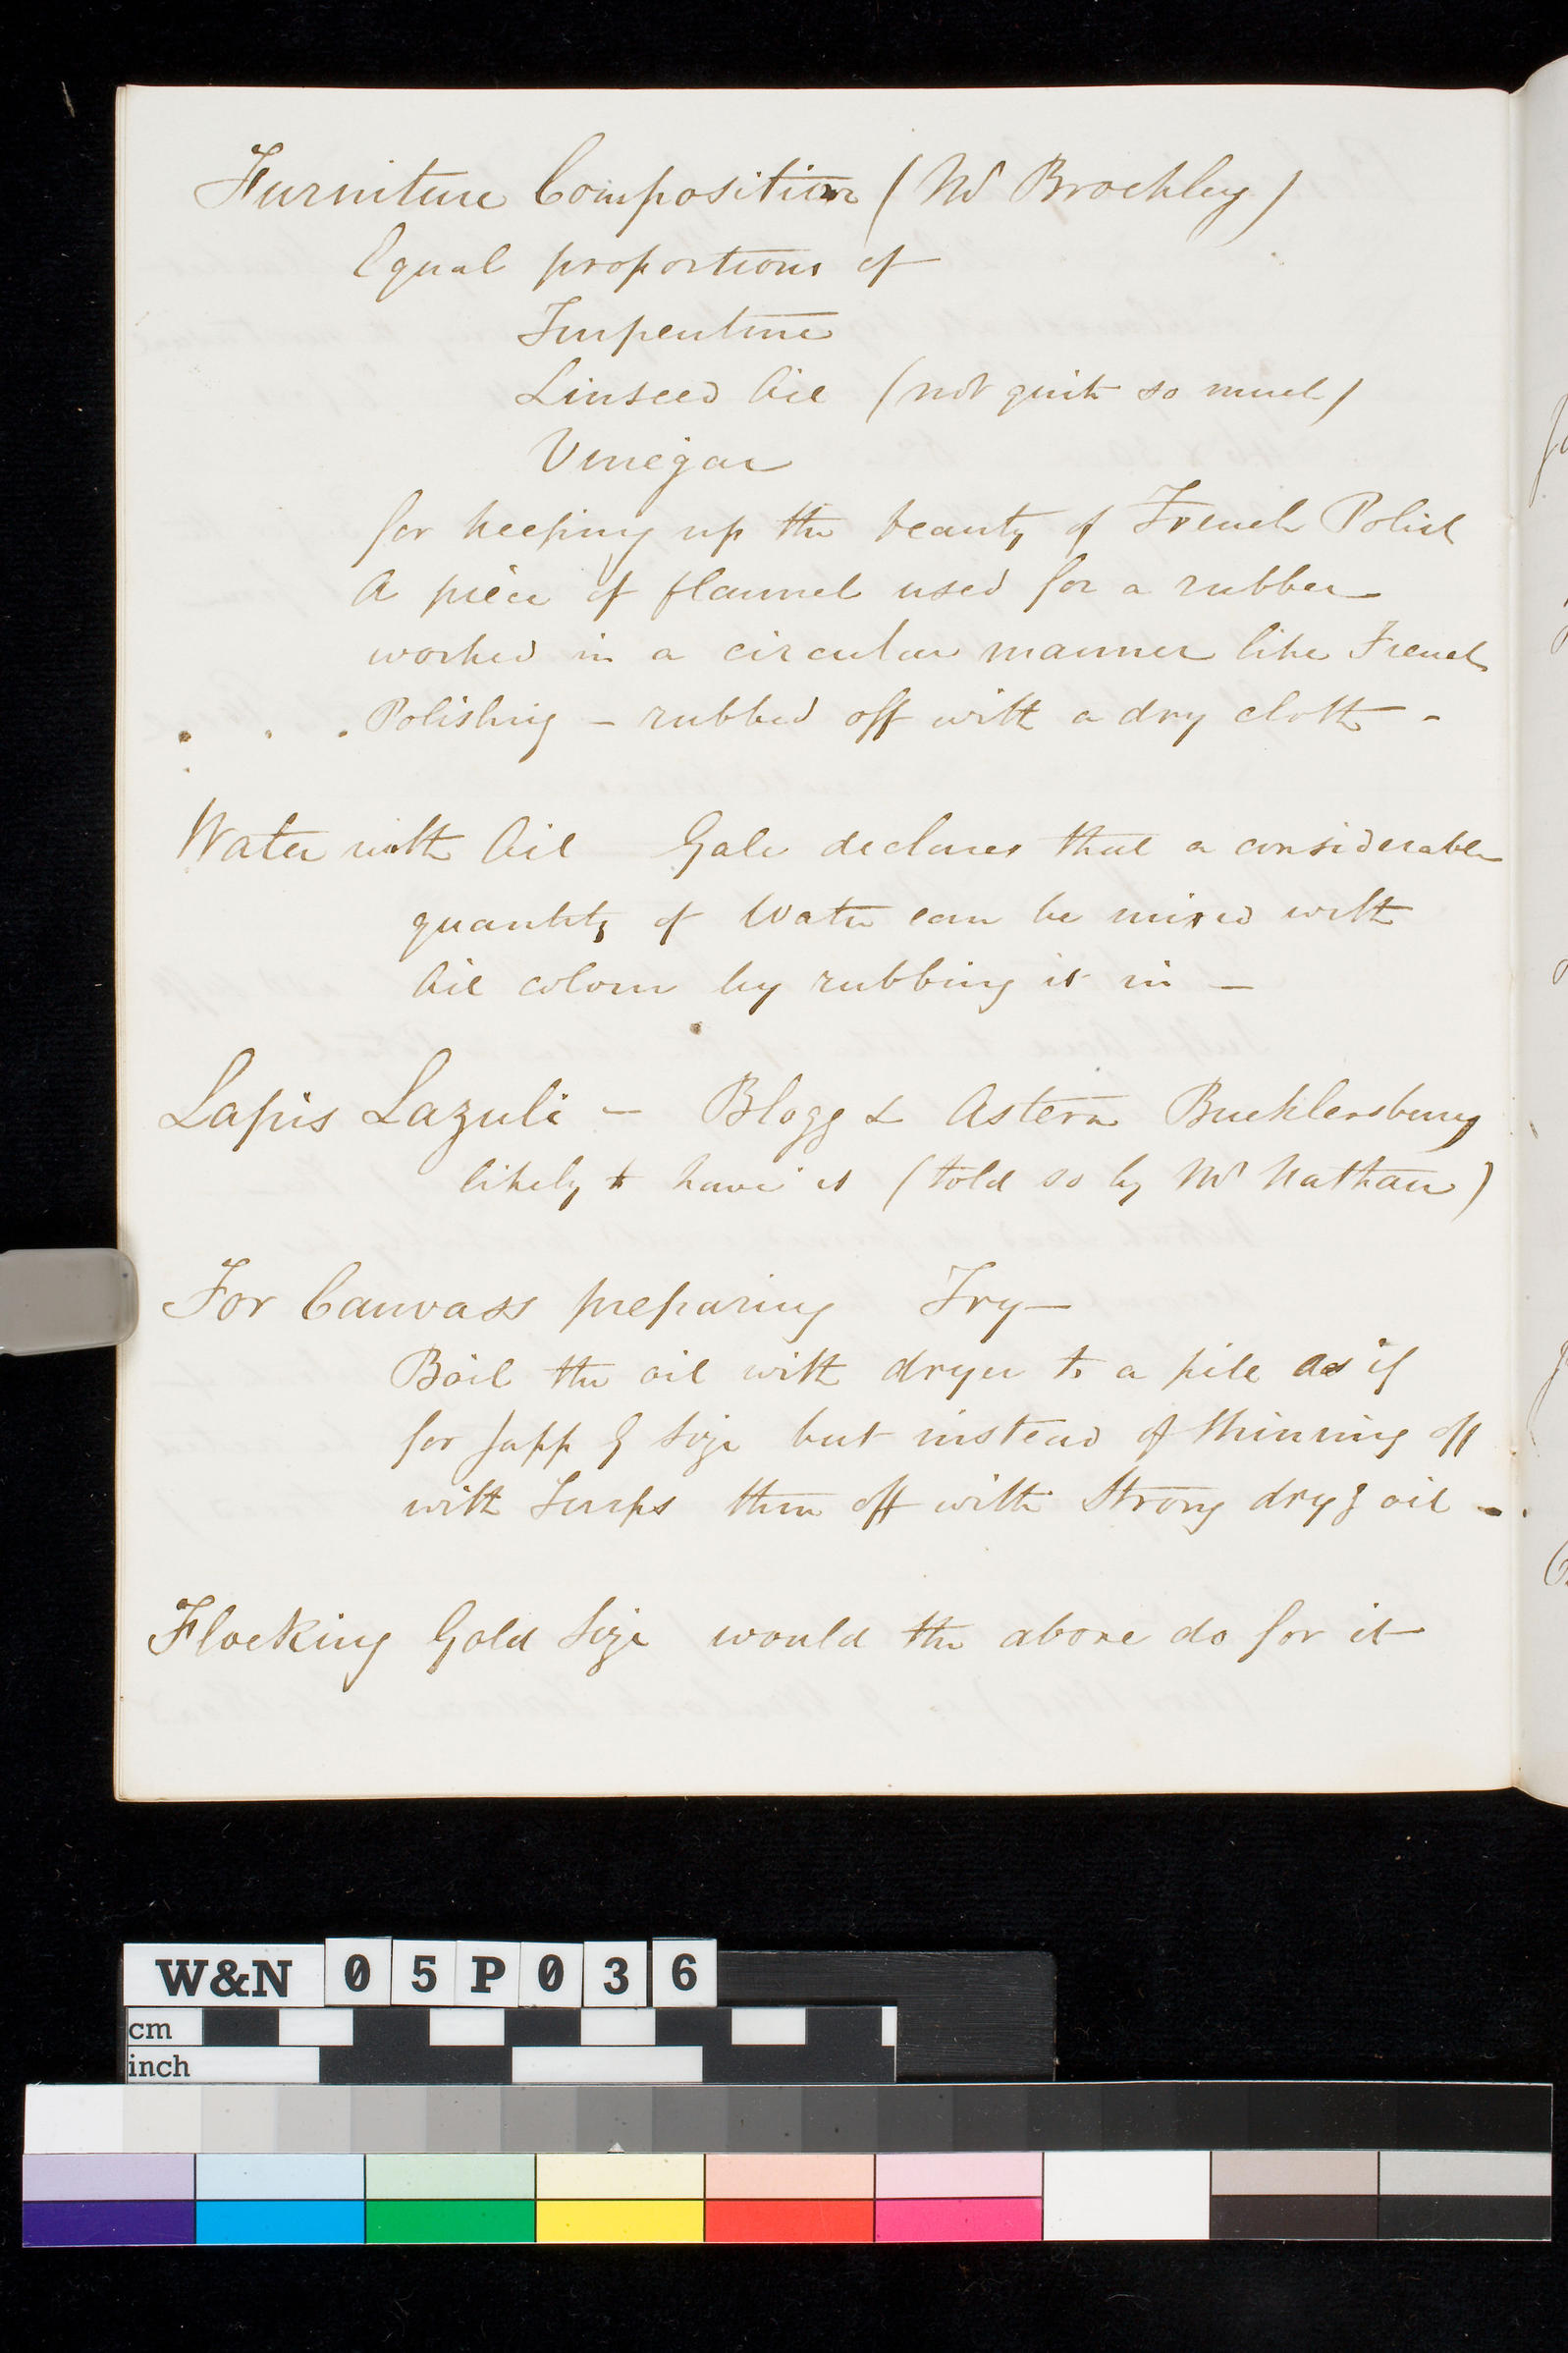 Furniture Composition (Mr Brockley)
Equal proportions of
Turpentine
Linseed Oil (not quite so much)
Vinegar
for keeping up the beauty of French Polish
A piece of flannel used for a rubber
worked in a circular manner like French
Polishing – rubbed off with a dry cloth –
Water with Oil Gale declares that a considerable
quantity of Water can be mixed with
Oil colour by rubbing it in –
Lapis Lazuli – Blogg & Bucklersbury
likely to have it (told so by Mr Nathan)
For Canvass preparing Try –
Boil the oil with dryer to a pile as if
for Japp G Size but instead of thinning off
with Turps thin off with Strong dryg oil –
Flocking Gold Size would the above do for it
W&N 05P036
cm
inch